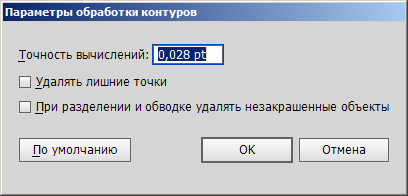 Параметры обработки контуров
Точность вычислений: 0,028 pt
Удалять лишние точки
При разделении и обводке удалять незакрашенные объекты
По умолчанию OK Отмена